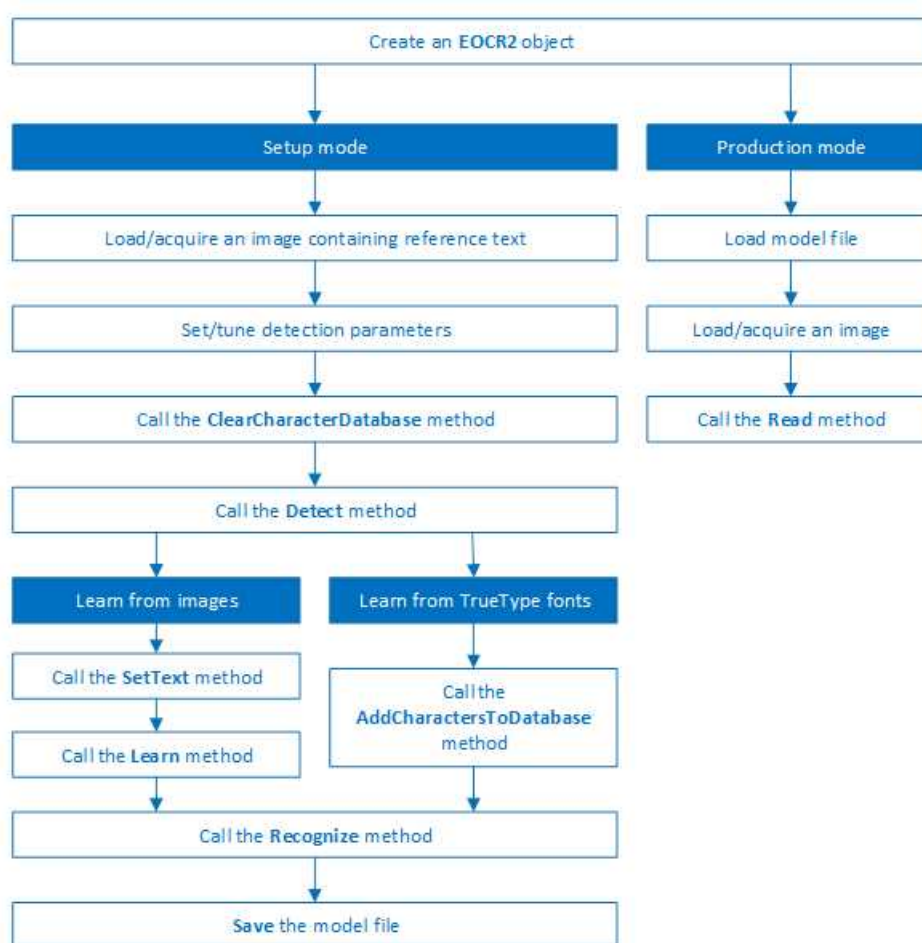 Create an EOCR2 object
Setup mode
Production mode
Load/acquire an image containing reference text
Load model file
Set/tune detection parameters
Load/acquire an image
Call the ClearCharacterDatabase method
Call the Read method
Call the Detect method
Learn from images
Learn from TrueType fonts
Call the SetText method
Call the
AddCharactersToDatabase
method
Call the Learn method
Call the Recognize method
Save the model file